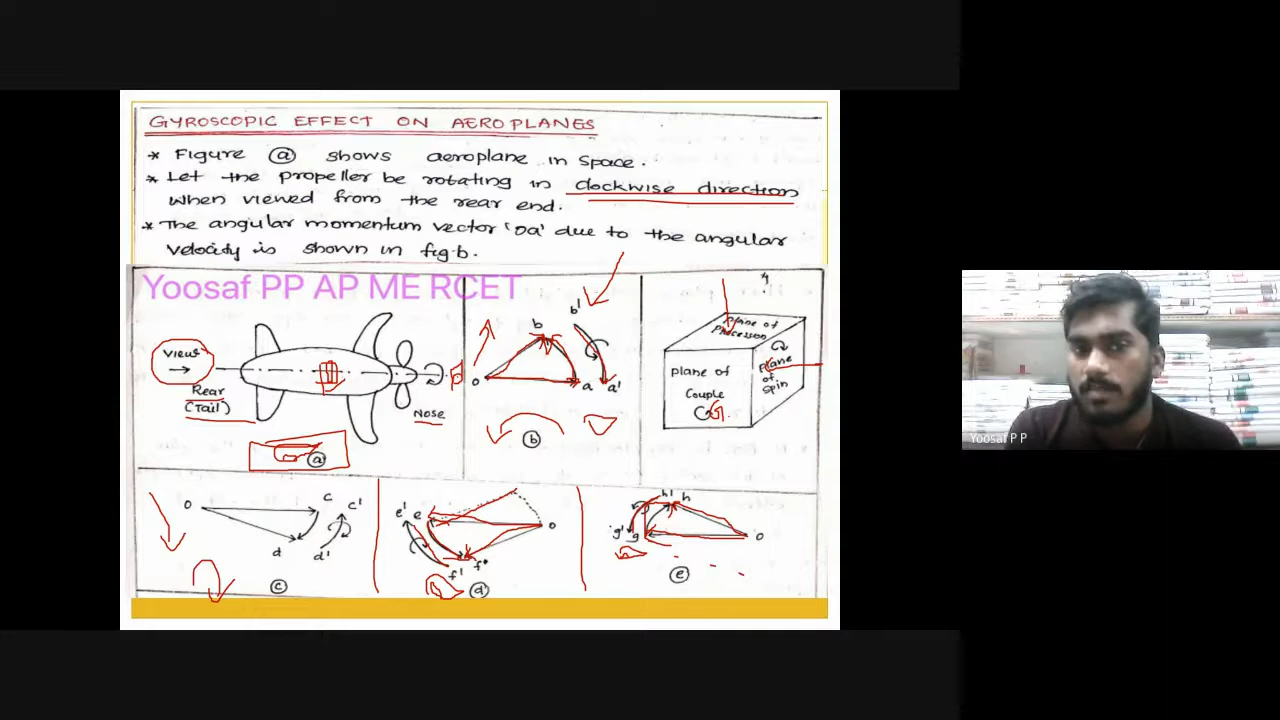 GYROSCOPIC EFFECT ON AEROPLANES
* Figure ⓐ shows aeroplane in space.
* Let the propeller be rotating in clockwise direction
when viewed from the rear end.
* The angular momentum vector 'oa' due to the angular
velocity is shown in fig.b.
Yoosaf PP AP ME RCET
View
Rear
(Tail)
Nose
ⓐ
o
b
b'
a
a'
ⓑ
Plane of
Precession
plane of
Couple
G.
Plane
of
Spin
o
c
c'
d
d'
ⓒ
e'
e
o
f'
f
ⓓ
h'
h
g'
g
o
ⓔ
Yoosaf P P